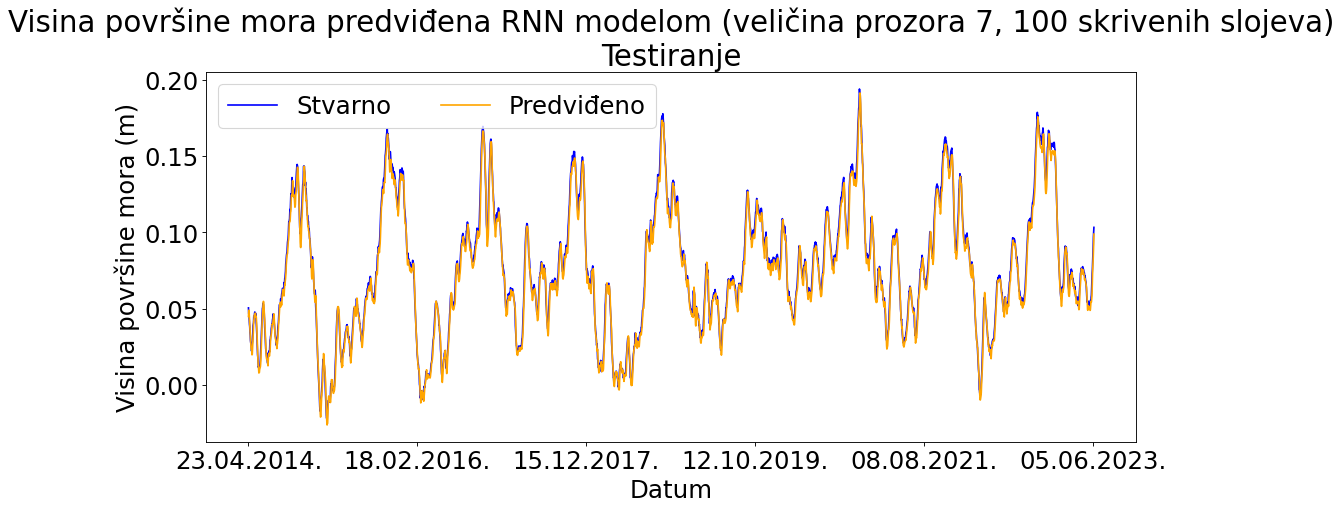 Visina površine mora predviđena RNN modelom (veličina prozora 7, 100 skrivenih slojeva)
Testiranje
Stvarno Predviđeno
Visina površine mora (m)
0.20
0.15
0.10
0.05
0.00
23.04.2014. 18.02.2016. 15.12.2017. 12.10.2019. 08.08.2021. 05.06.2023.
Datum